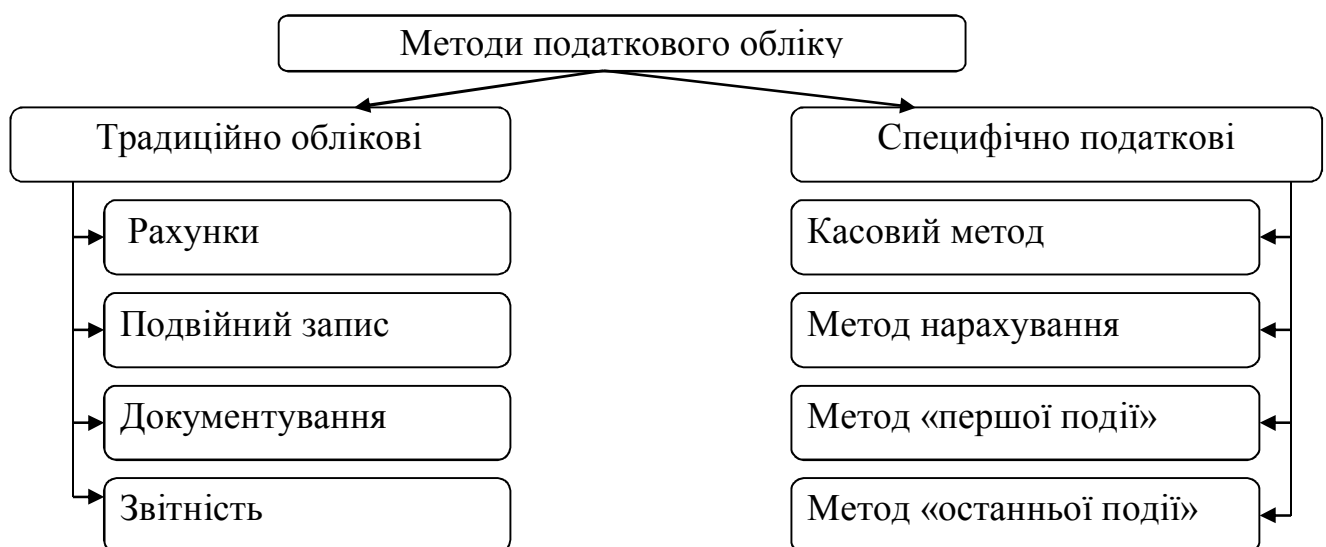 Методи податкового обліку
Традиційно облікові
Рахунки
Подвійний запис
Документування
Звітність
Специфічно податкові
Касовий метод
Метод нарахування
Метод «першої події»
Метод «останньої події»